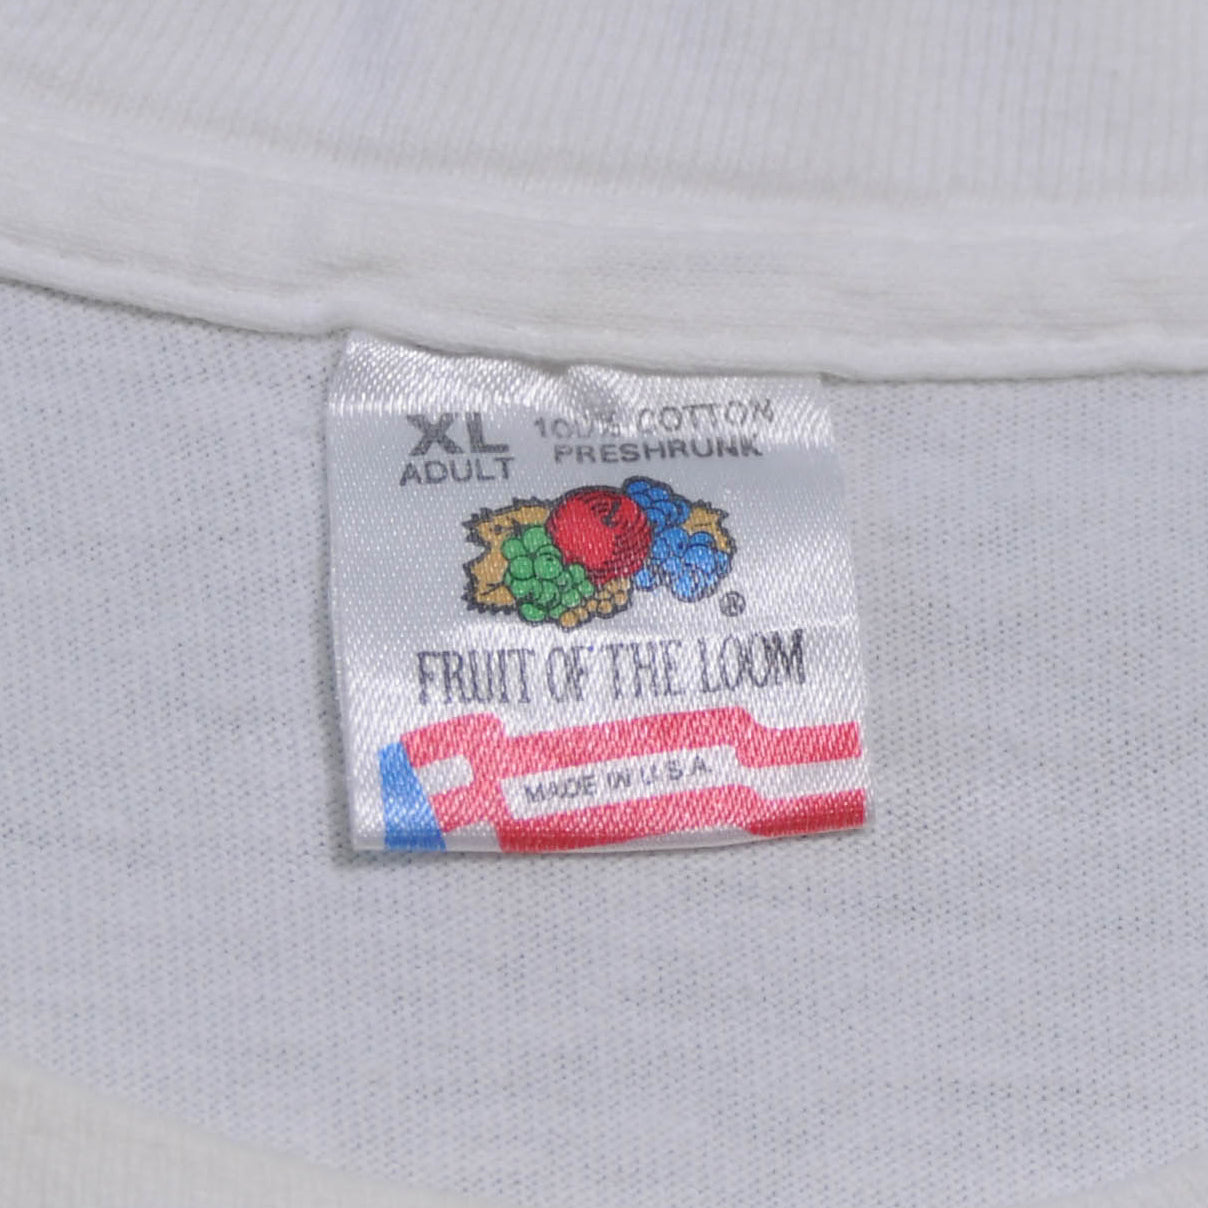 XL 100% COTTON
ADULT PRESHRUNK
®
FRUIT OF THE LOOM
MADE IN U.S.A.